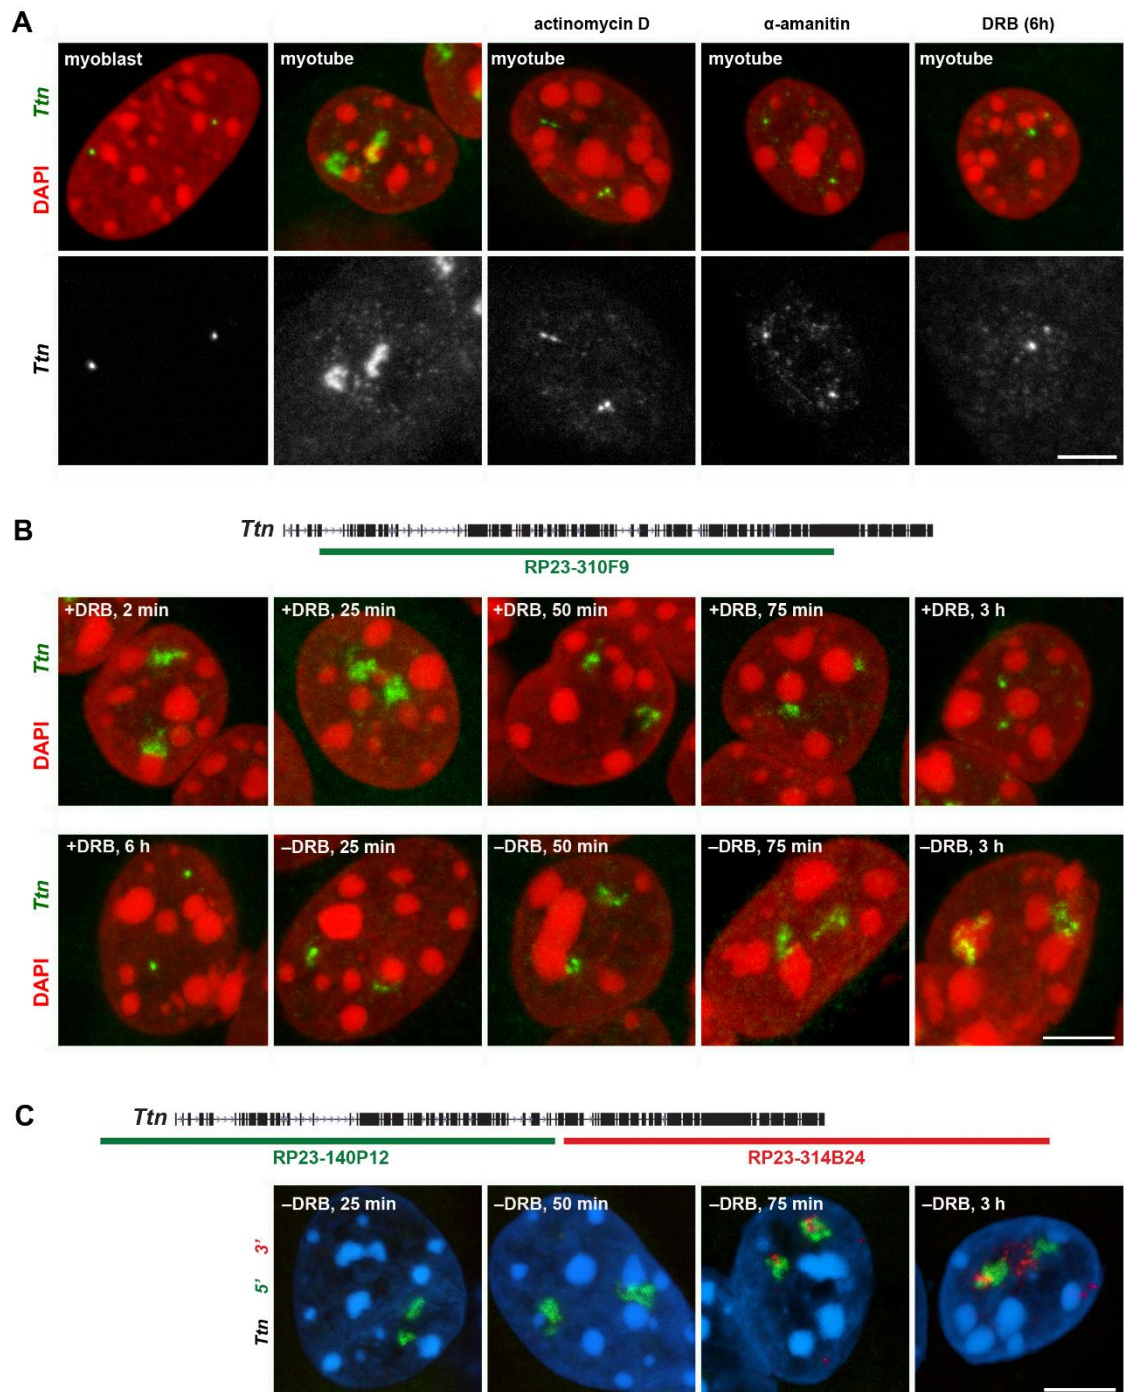 A
actinomycin D α-amanitin DRB (6h)
Ttn
DAPI
myoblast myotube myotube myotube myotube
Ttn
B
Ttn
RP23-310F9
Ttn
DAPI
+DRB, 2 min +DRB, 25 min +DRB, 50 min +DRB, 75 min +DRB, 3 h
Ttn
DAPI
+DRB, 6 h –DRB, 25 min –DRB, 50 min –DRB, 75 min –DRB, 3 h
C
Ttn
RP23-140P12 RP23-314B24
Ttn 5' 3'
–DRB, 25 min –DRB, 50 min –DRB, 75 min –DRB, 3 h